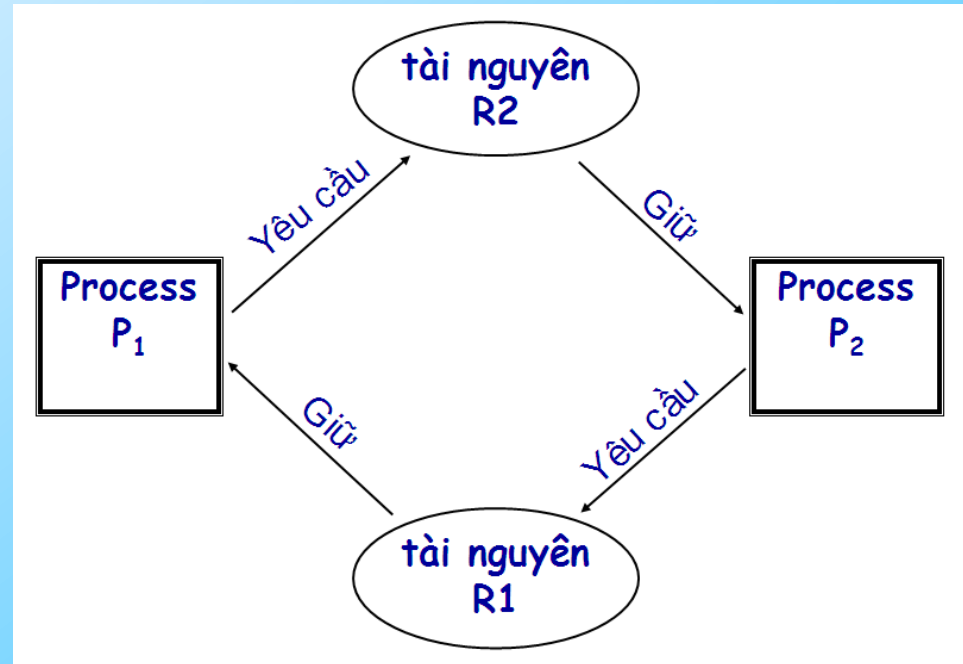 tài nguyên
R2
Yêu cầu
Giữ
Process
P₁
Process
P₂
Giữ
Yêu cầu
tài nguyên
R1